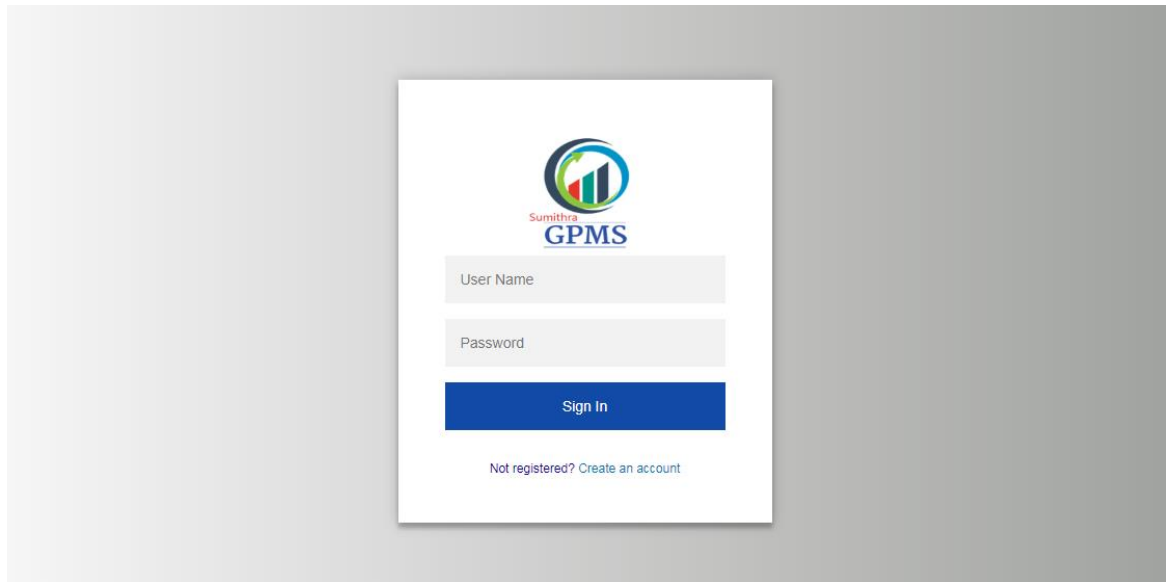 Sumithra
GPMS
User Name
Password
Sign In
Not registered? Create an account